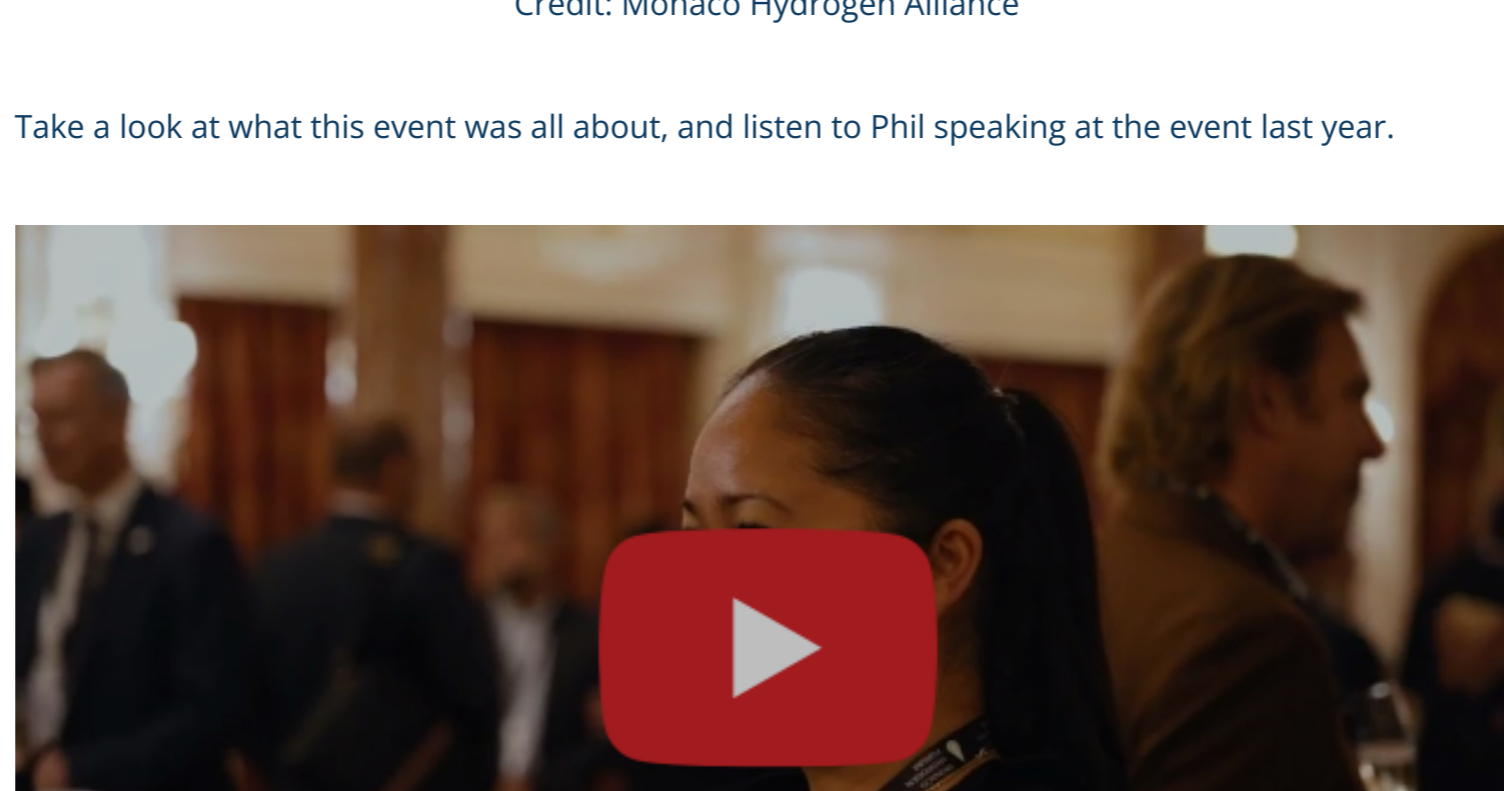 Credit: Monaco Hydrogen Alliance
Take a look at what this event was all about, and listen to Phil speaking at the event last year.